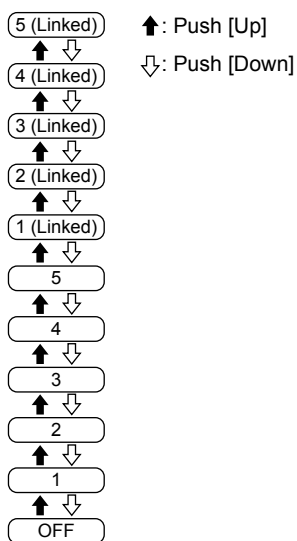 5 (Linked)
: Push [Up]
4 (Linked)
: Push [Down]
3 (Linked)
2 (Linked)
1 (Linked)
5
4
3
2
1
OFF